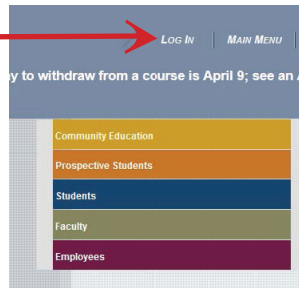 LOG IN MAIN MENU
y to withdraw from a course is April 9; see an
Community Education
Prospective Students
Students
Faculty
Employees